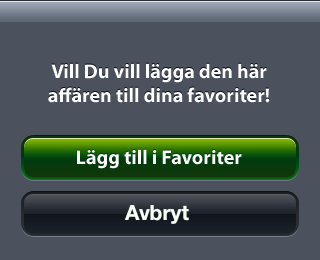 Vill Du vill lägga den här
affären till dina favoriter!
Lägg till i Favoriter
Avbryt